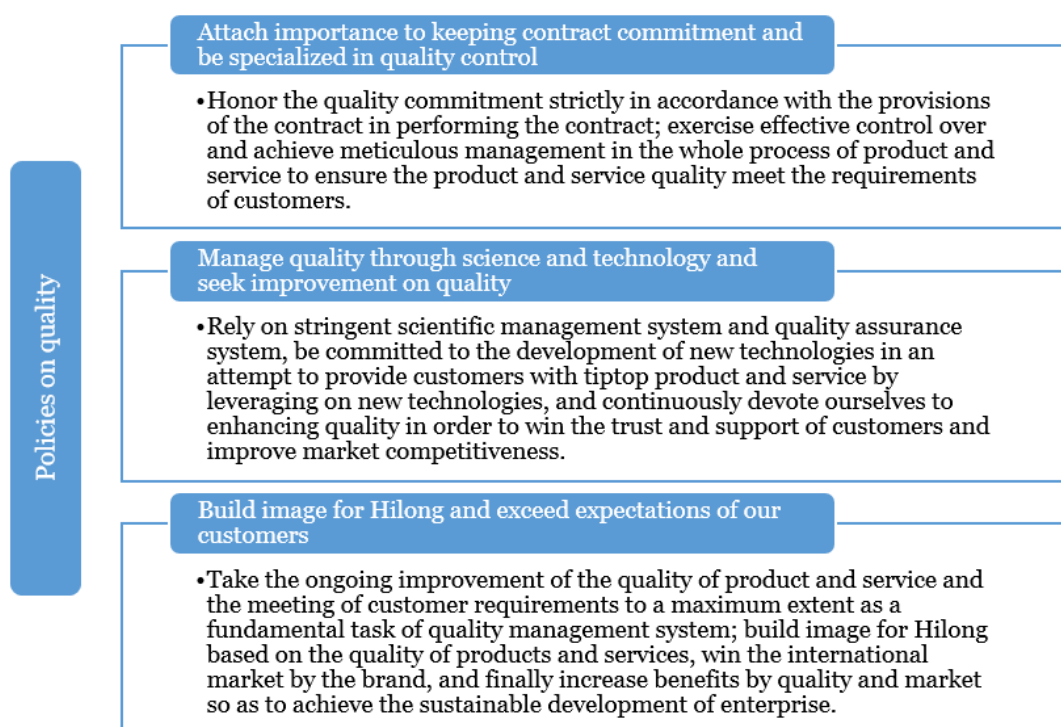 Policies on quality
Attach importance to keeping contract commitment and
be specialized in quality control
•Honor the quality commitment strictly in accordance with the provisions
of the contract in performing the contract; exercise effective control over
and achieve meticulous management in the whole process of product and
service to ensure the product and service quality meet the requirements
of customers.
Manage quality through science and technology and
seek improvement on quality
•Rely on stringent scientific management system and quality assurance
system, be committed to the development of new technologies in an
attempt to provide customers with tiptop product and service by
leveraging on new technologies, and continuously devote ourselves to
enhancing quality in order to win the trust and support of customers and
improve market competitiveness.
Build image for Hilong and exceed expectations of our
customers
•Take the ongoing improvement of the quality of product and service and
the meeting of customer requirements to a maximum extent as a
fundamental task of quality management system; build image for Hilong
based on the quality of products and services, win the international
market by the brand, and finally increase benefits by quality and market
so as to achieve the sustainable development of enterprise.